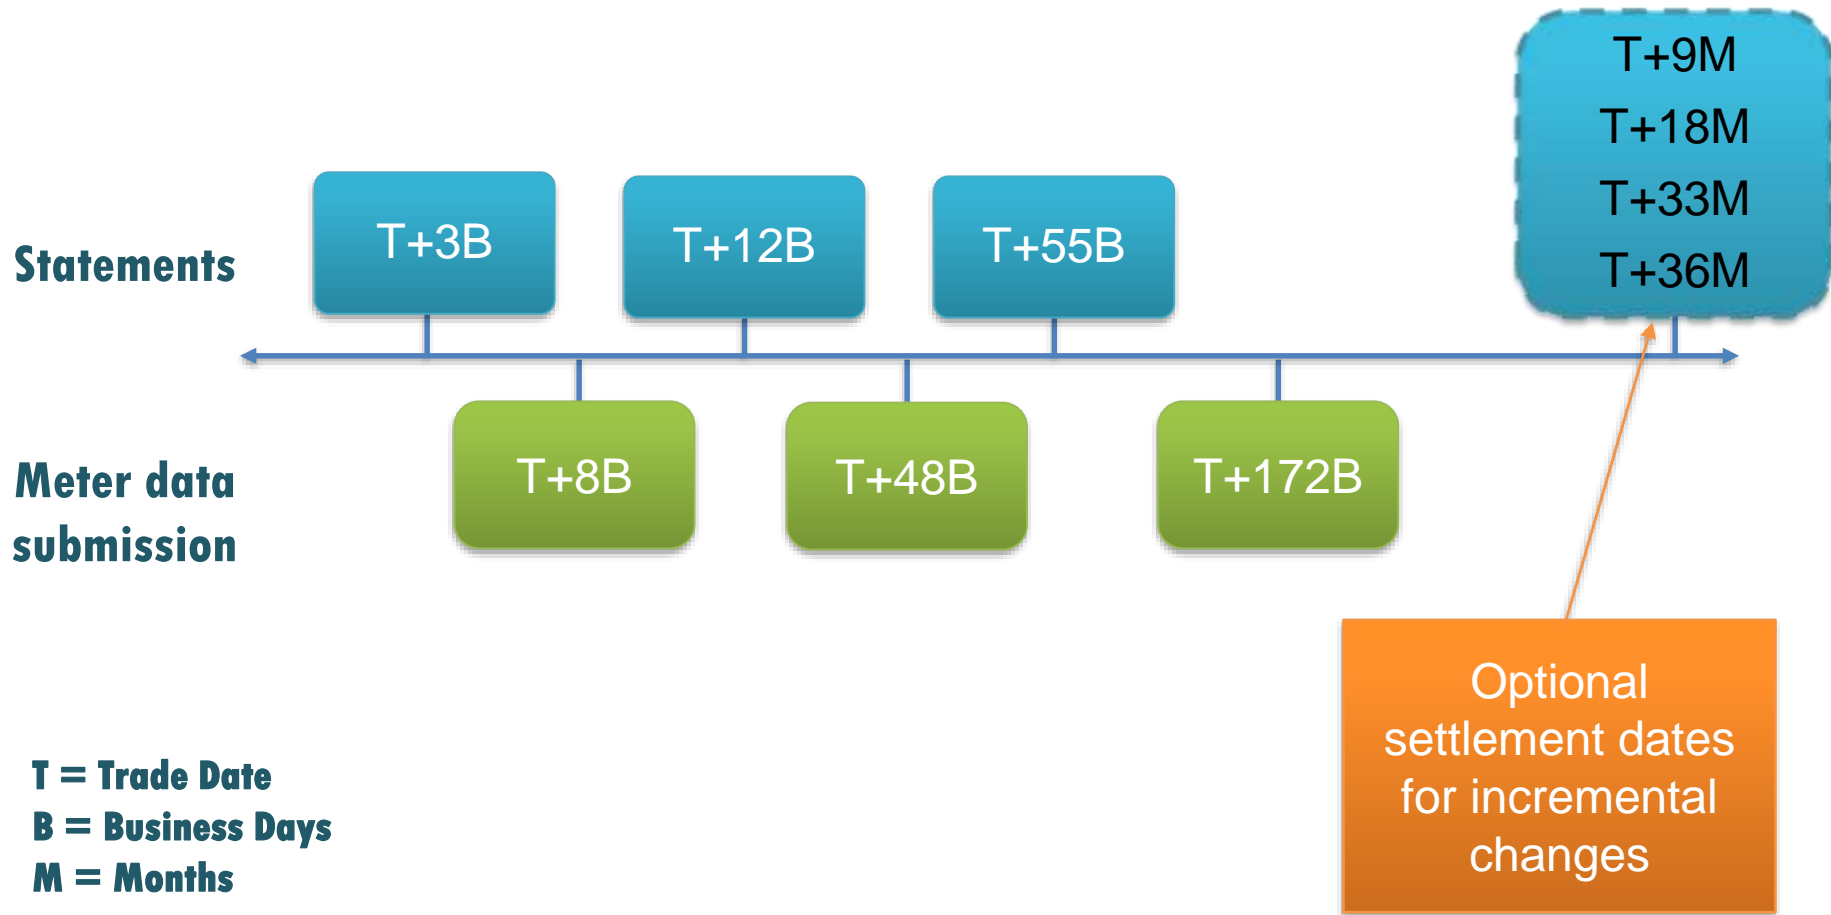 T+9M
T+18M
T+33M
T+36M
T+3B
T+12B
T+55B
Statements
T+8B
T+48B
T+172B
Meter data
submission
Optional
settlement dates
for incremental
changes
T = Trade Date
B = Business Days
M = Months